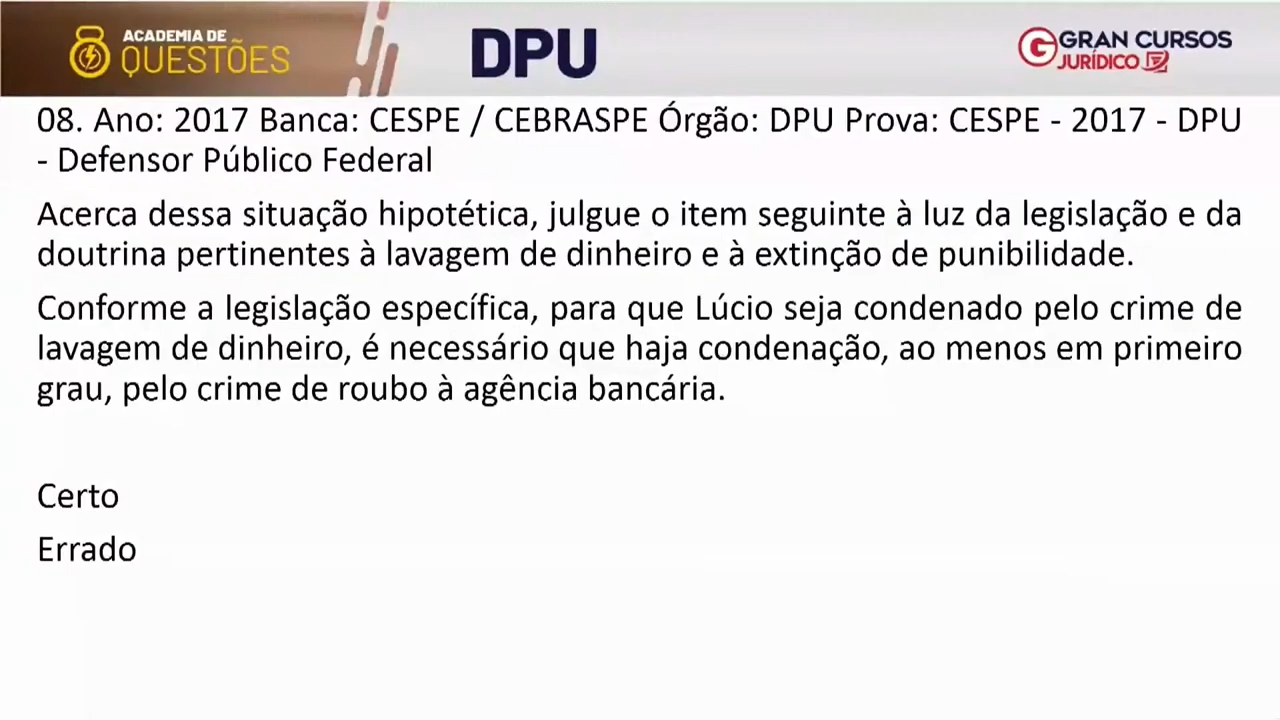 ACADEMIA DE
QUESTÕES
DPU
GRAN CURSOS
JURÍDICO
08. Ano: 2017 Banca: CESPE / CEBRASPE Órgão: DPU Prova: CESPE - 2017 - DPU
- Defensor Público Federal
Acerca dessa situação hipotética, julgue o item seguinte à luz da legislação e da
doutrina pertinentes à lavagem de dinheiro e à extinção de punibilidade.
Conforme a legislação específica, para que Lúcio seja condenado pelo crime de
lavagem de dinheiro, é necessário que haja condenação, ao menos em primeiro
grau, pelo crime de roubo à agência bancária.
Certo
Errado